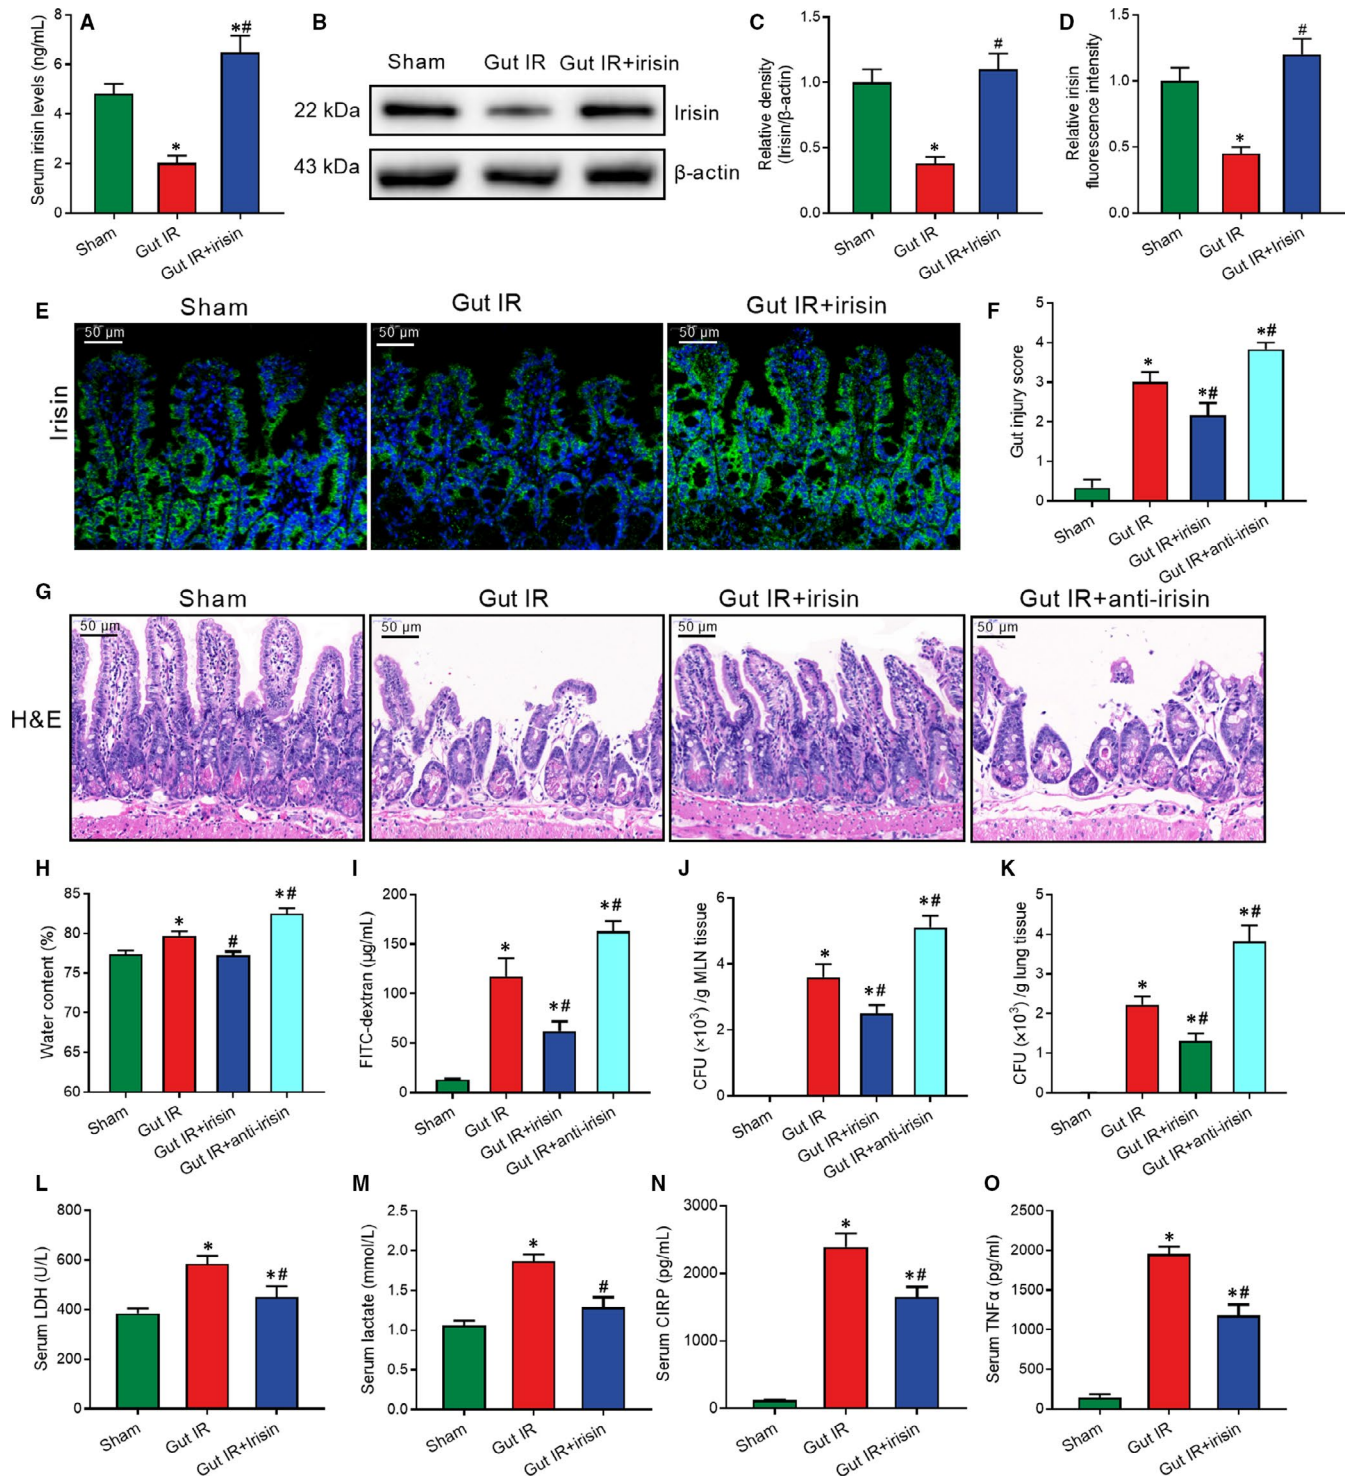 A
Serum irisin levels (ng/mL)
8
6
4
2
0
*
*#
Sham
Gut IR
Gut IR+irisin
B
Sham Gut IR Gut IR+irisin
22 kDa
Irisin
43 kDa
β-actin
C
Relative density
(Irisin/β-actin)
1.5
1.0
0.5
0.0
*
#
Sham
Gut IR
Gut IR+Irisin
D
Relative irisin
fluorescence intensity
1.5
1.0
0.5
0.0
*
#
Sham
Gut IR
Gut IR+Irisin
E
Sham
Gut IR
Gut IR+irisin
Irisin
50 μm
50 μm
50 μm
F
Gut injury score
5
4
3
2
1
0
*
*#
*#
Sham
Gut IR
Gut IR+irisin
Gut IR+anti-irisin
G
Sham
Gut IR
Gut IR+irisin
Gut IR+anti-irisin
H&E
50 μm
50 μm
50 μm
50 μm
H
Water content (%)
85
80
75
70
65
60
*
#
*#
Sham
Gut IR
Gut IR+irisin
Gut IR+anti-irisin
I
FITC-dextran (μg/mL)
200
150
100
50
0
*
*#
*#
Sham
Gut IR
Gut IR+irisin
Gut IR+anti-irisin
J
CFU (×10³) /g MLN tissue
6
4
2
0
*
*#
*#
Sham
Gut IR
Gut IR+irisin
Gut IR+anti-irisin
K
CFU (×10³) /g lung tissue
5
4
3
2
1
0
*
*#
*#
Sham
Gut IR
Gut IR+irisin
Gut IR+anti-irisin
L
Serum LDH (U/L)
800
600
400
200
0
*
*#
Sham
Gut IR
Gut IR+Irisin
M
Serum lactate (mmol/L)
2.5
2.0
1.5
1.0
0.5
0.0
*
#
Sham
Gut IR
Gut IR+irisin
N
Serum CIRP (pg/mL)
3000
2000
1000
0
*
*#
Sham
Gut IR
Gut IR+irisin
O
Serum TNFα (pg/ml)
2500
2000
1500
1000
500
0
*
*#
Sham
Gut IR
Gut IR+irisin